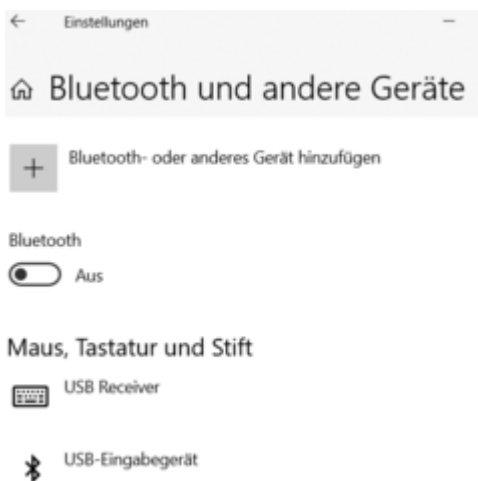 Einstellungen
Bluetooth und andere Geräte
Bluetooth- oder anderes Gerät hinzufügen
Bluetooth
Aus
Maus, Tastatur und Stift
USB Receiver
USB-Eingabegerät